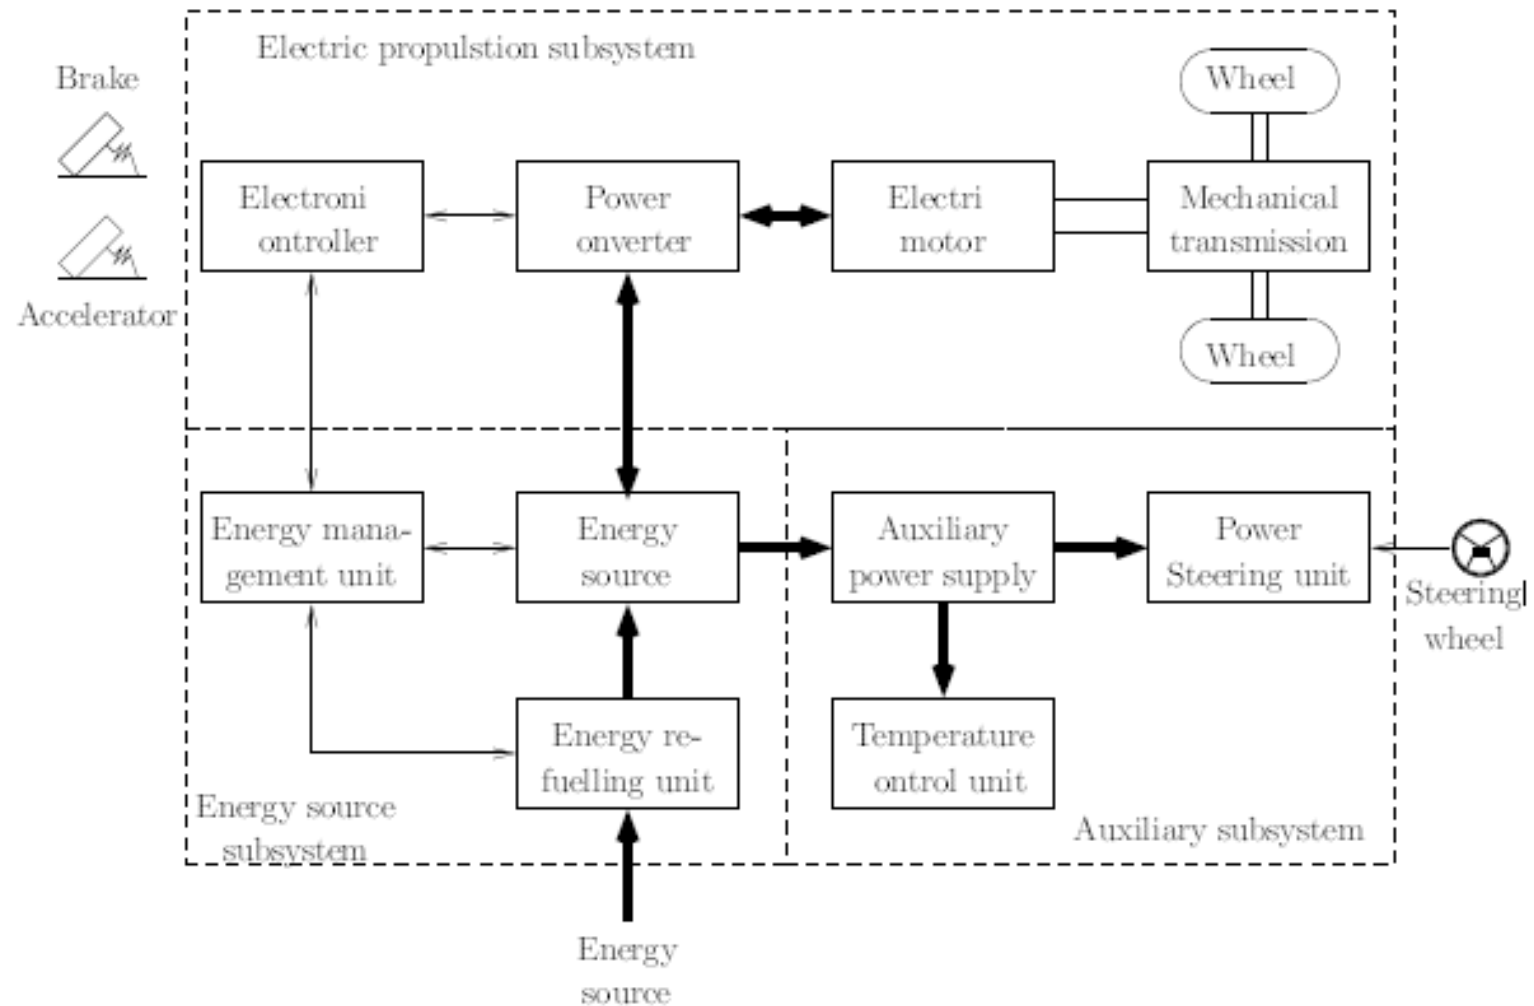 Electric propulstion subsystem
Brake
Wheel
Electroni
ontroller
Power
onverter
Electri
motor
Mechanical
transmission
Accelerator
Wheel
Energy mana-
gement unit
Energy
source
Auxiliary
power supply
Power
Steering unit
Steering
wheel
Energy re-
fuelling unit
Temperature
ontrol unit
Energy source
subsystem
Auxiliary subsystem
Energy
source